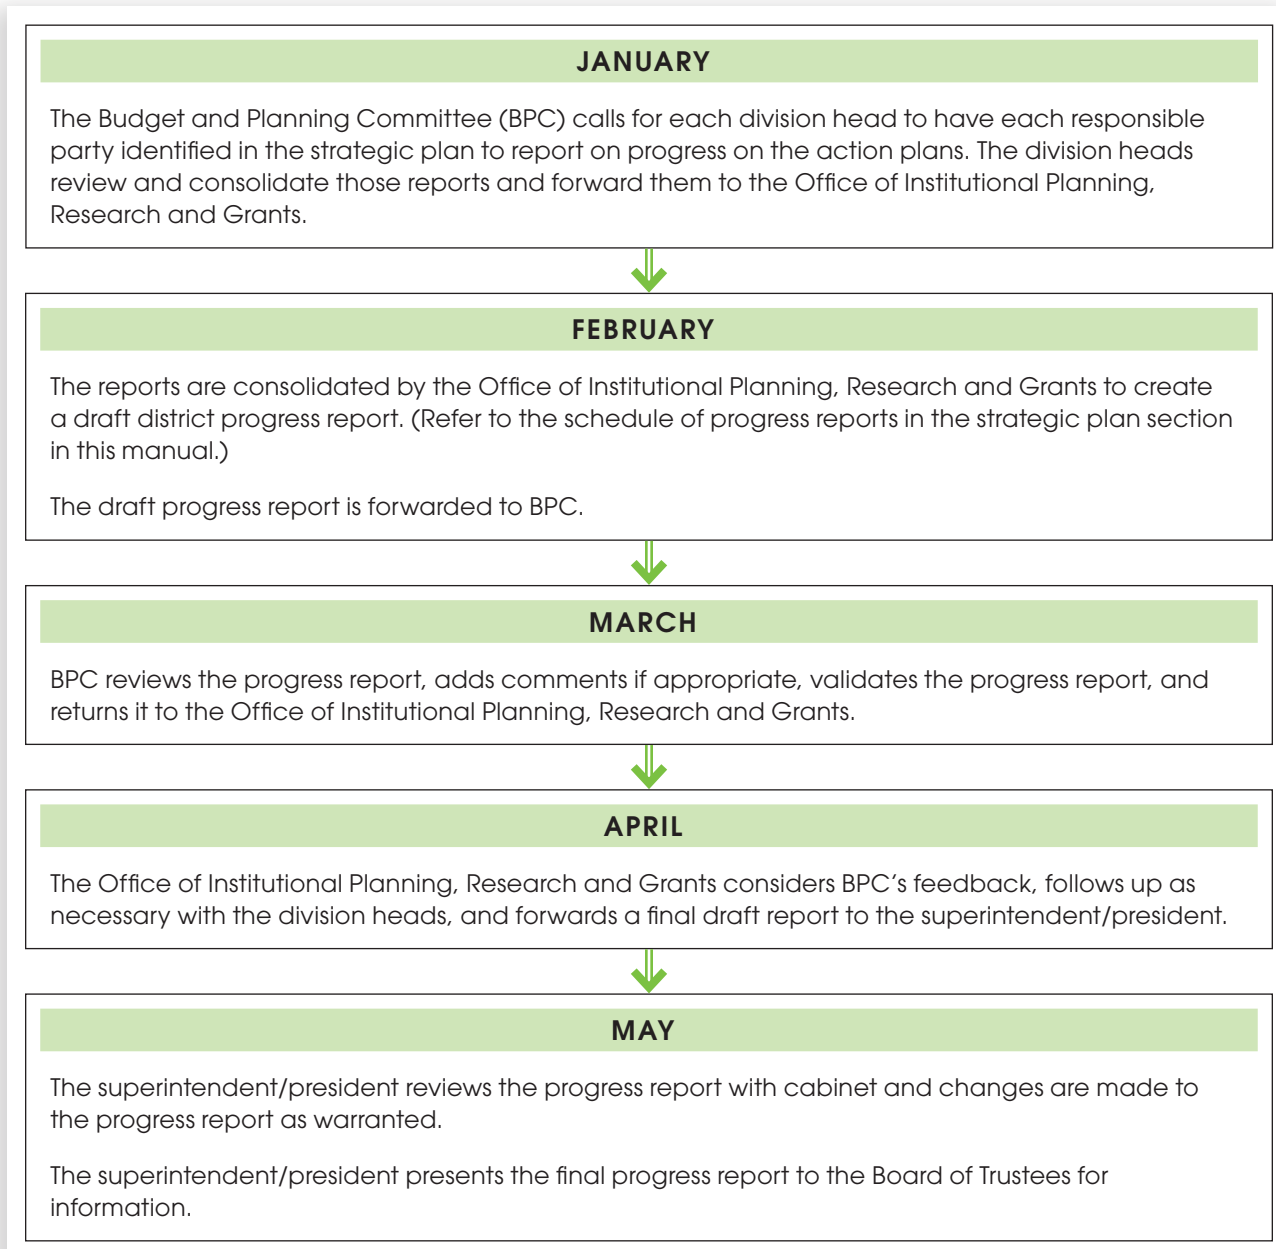 JANUARY
The Budget and Planning Committee (BPC) calls for each division head to have each responsible
party identified in the strategic plan to report on progress on the action plans. The division heads
review and consolidate those reports and forward them to the Office of Institutional Planning,
Research and Grants.
FEBRUARY
The reports are consolidated by the Office of Institutional Planning, Research and Grants to create
a draft district progress report. (Refer to the schedule of progress reports in the strategic plan section
in this manual.)
The draft progress report is forwarded to BPC.
MARCH
BPC reviews the progress report, adds comments if appropriate, validates the progress report, and
returns it to the Office of Institutional Planning, Research and Grants.
APRIL
The Office of Institutional Planning, Research and Grants considers BPC’s feedback, follows up as
necessary with the division heads, and forwards a final draft report to the superintendent/president.
MAY
The superintendent/president reviews the progress report with cabinet and changes are made to
the progress report as warranted.
The superintendent/president presents the final progress report to the Board of Trustees for
information.